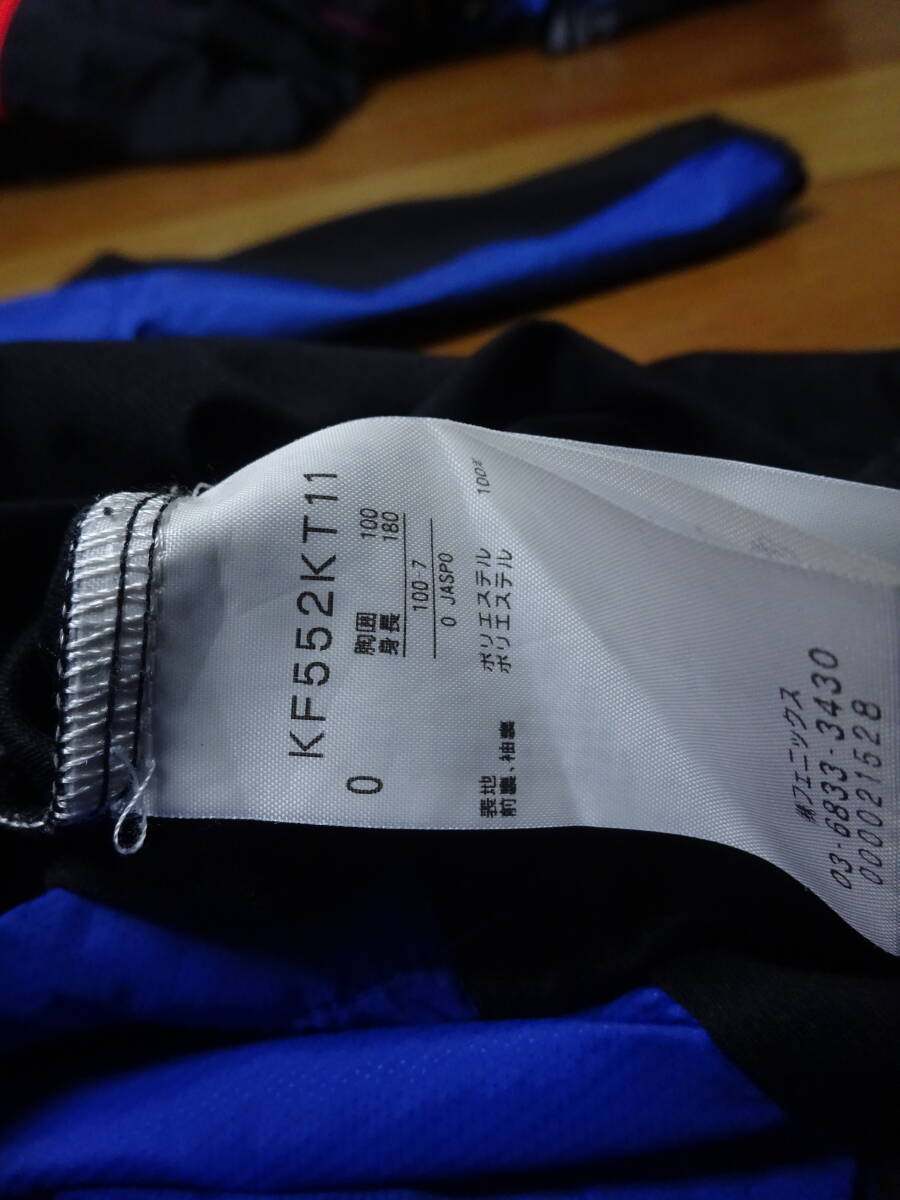 KF552KT11
0
胸囲 100
身長 180
100 7
0 JASPO
表地 ポリエステル 100%
前裏、袖裏 ポリエステル
㈱フェニックス
03-6833-3430
0000021528